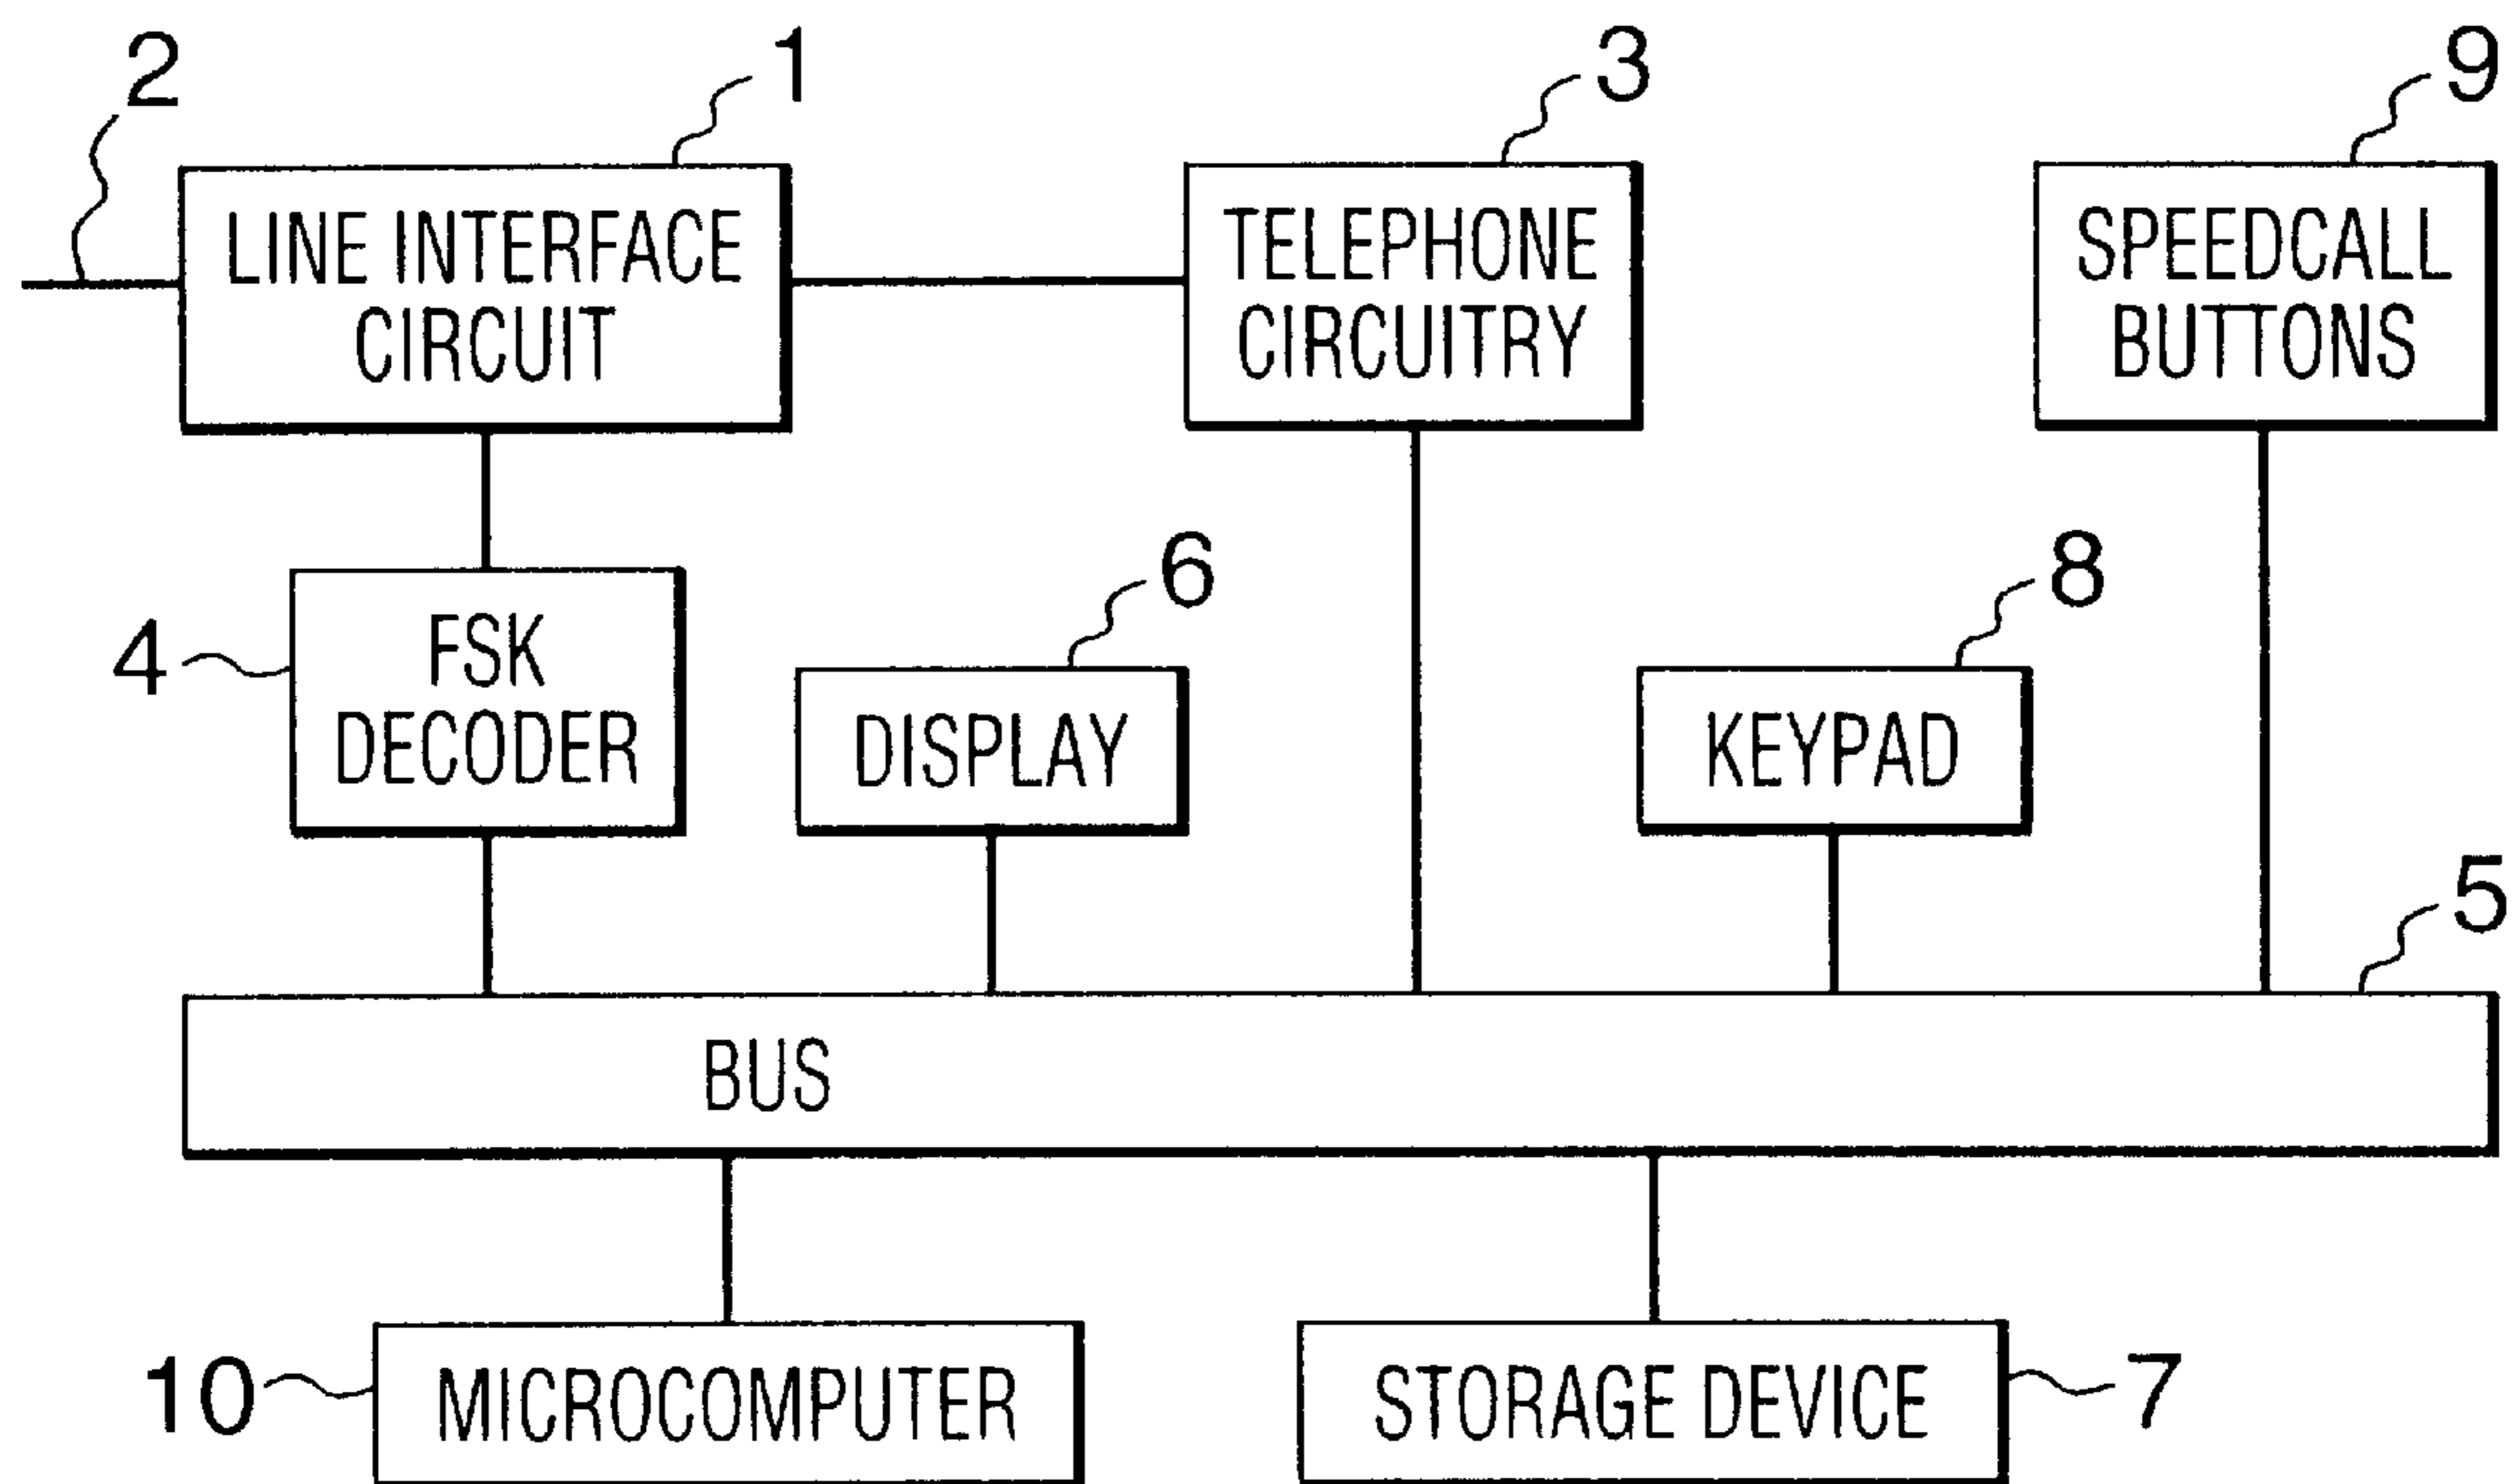 2
1
3
9
LINE INTERFACE
CIRCUIT
TELEPHONE
CIRCUITRY
SPEEDCALL
BUTTONS
4
FSK
DECODER
6
DISPLAY
8
KEYPAD
5
BUS
10
MICROCOMPUTER
STORAGE DEVICE
7